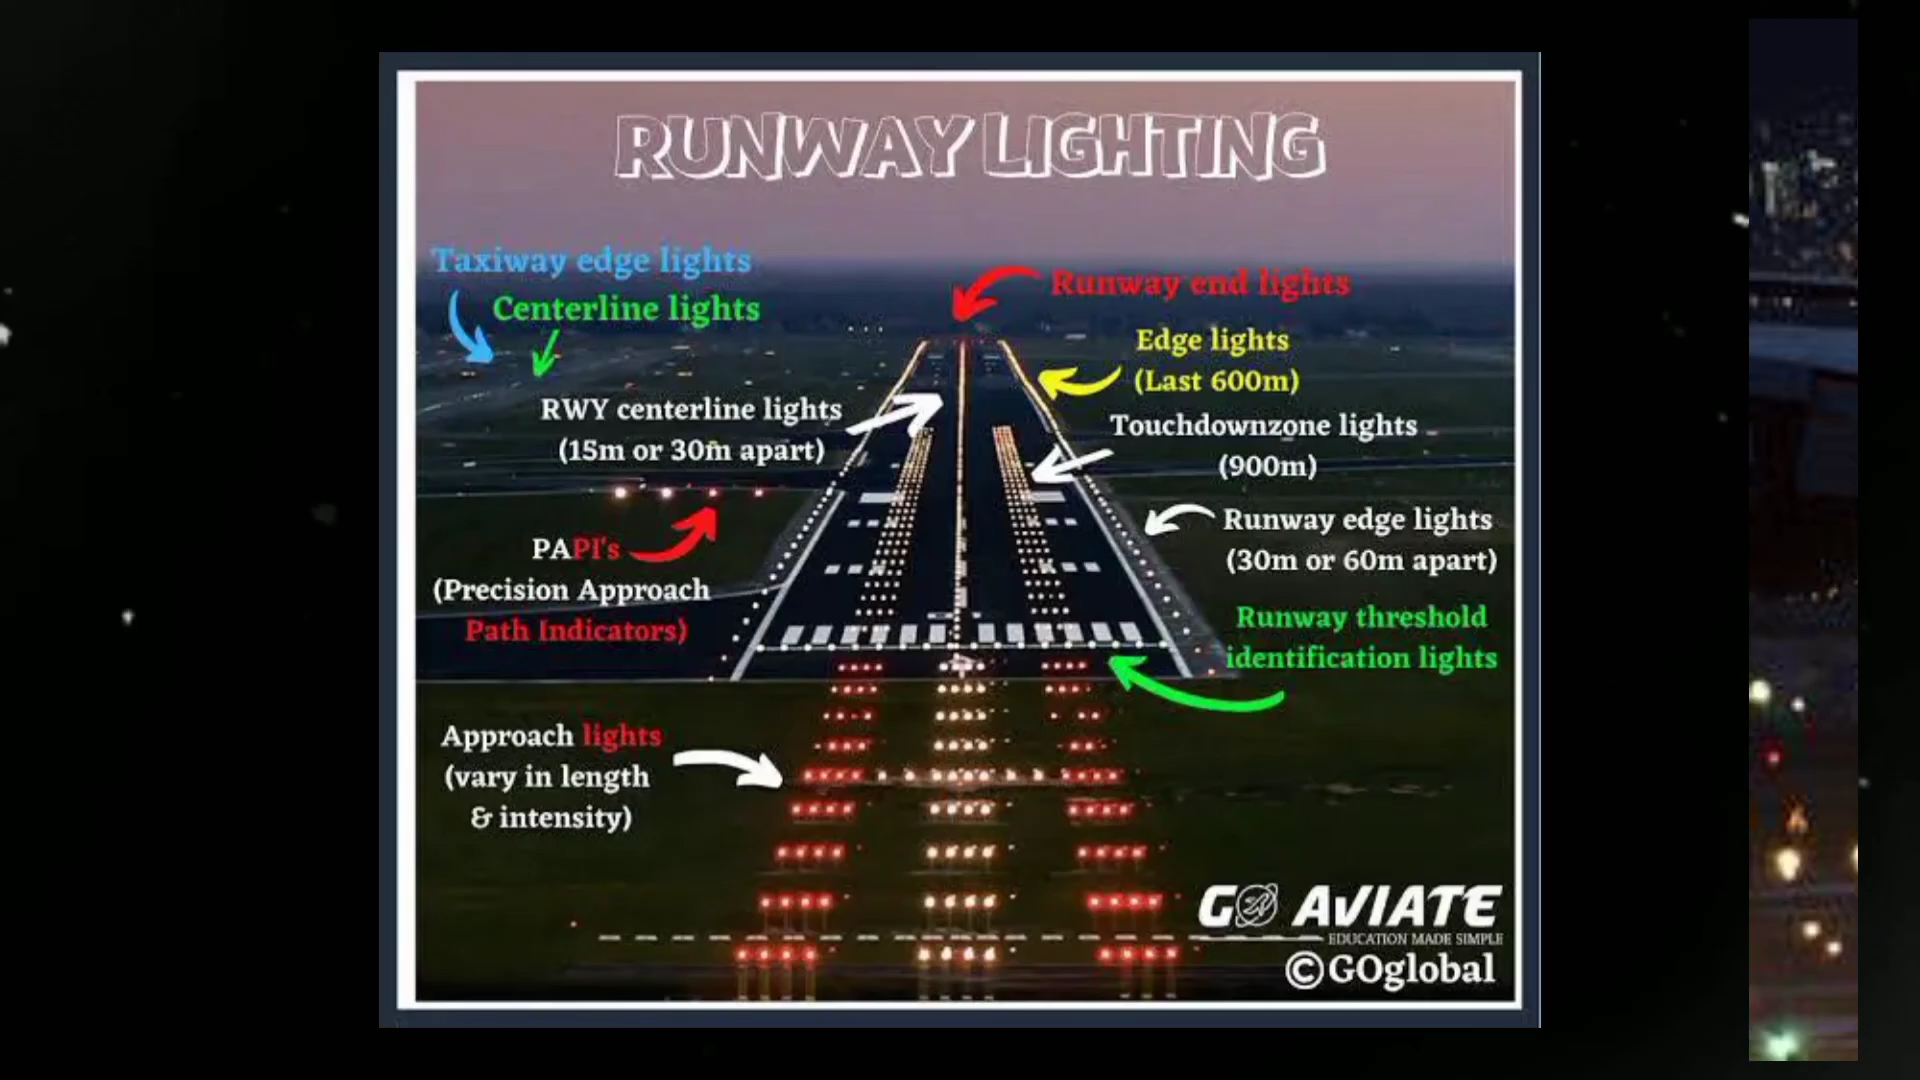 RUNWAY LIGHTING
Taxiway edge lights
Centerline lights
Runway end lights
Edge lights
(Last 600m)
RWY centerline lights
(15m or 30m apart)
Touchdownzone lights
(900m)
Runway edge lights
(30m or 60m apart)
PAPI's
(Precision Approach
Path Indicators)
Runway threshold
identification lights
Approach lights
(vary in length
& intensity)
GO AVIATE
EDUCATION MADE SIMPLE
©GOglobal